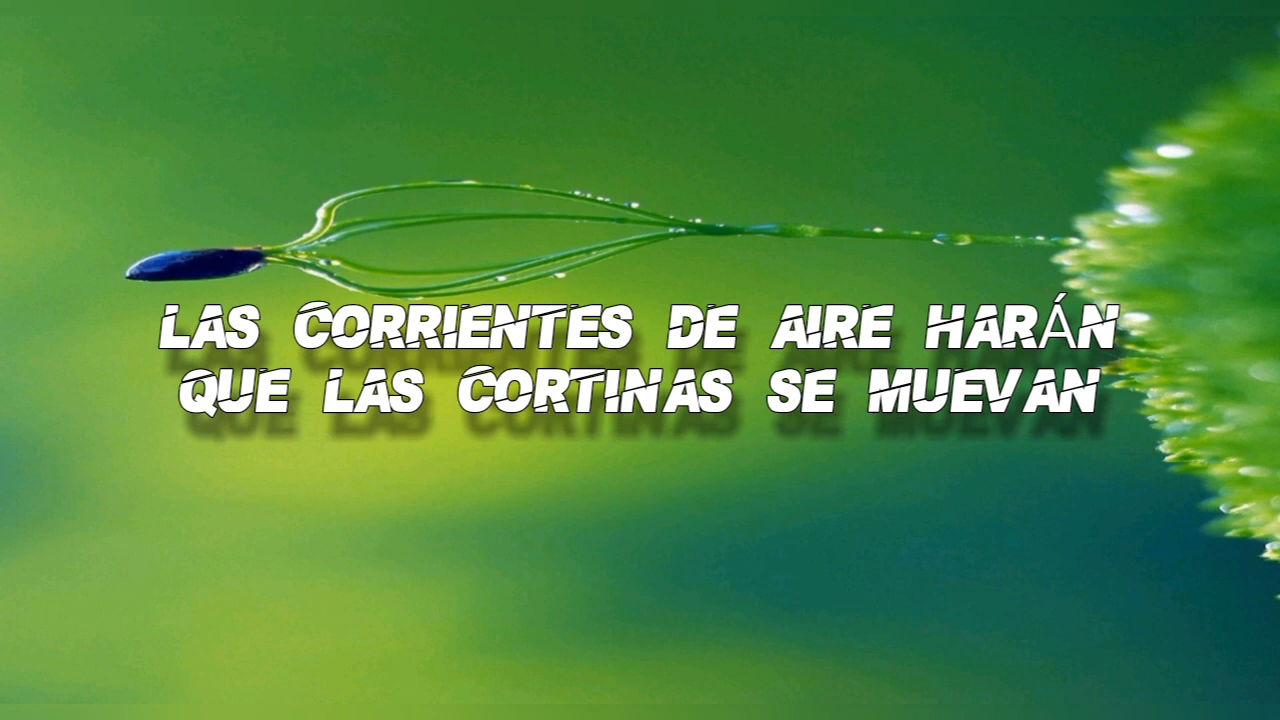 LAS CORRIENTES DE AIRE HARÁN
QUE LAS CORTINAS SE MUEVAN